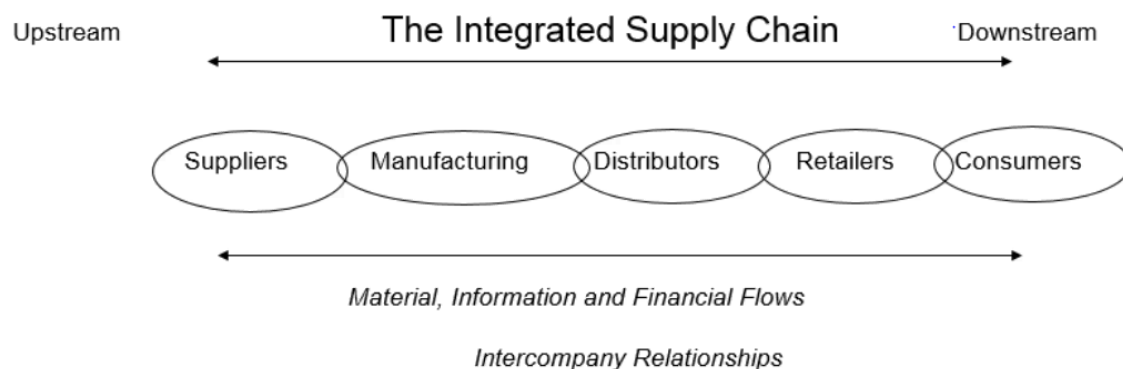 Upstream The Integrated Supply Chain Downstream
Suppliers Manufacturing Distributors Retailers Consumers
Material, Information and Financial Flows
Intercompany Relationships